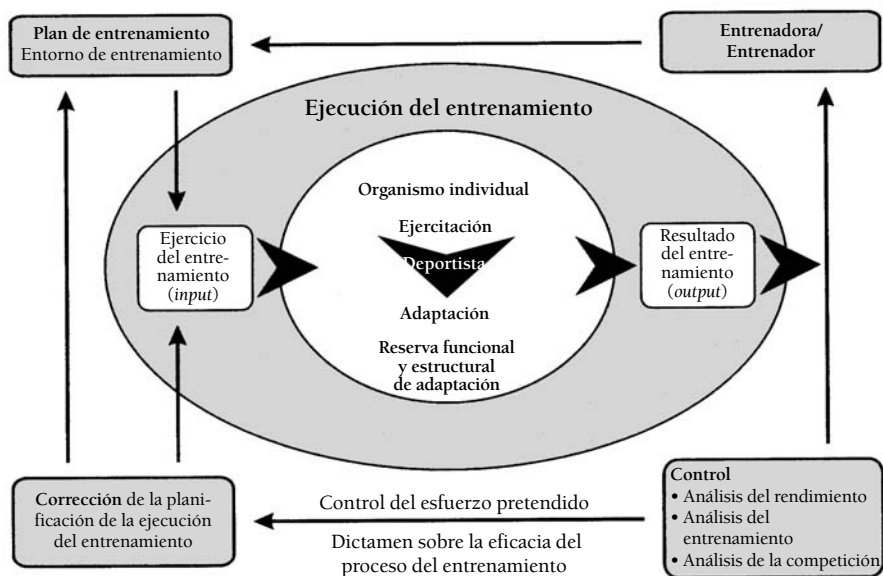 Plan de entrenamiento
Entorno de entrenamiento
Entrenadora/
Entrenador
Ejecución del entrenamiento
Organismo individual
Ejercitación
Deportista
Adaptación
Reserva funcional
y estructural
de adaptación
Ejercicio
del entre-
namiento
(input)
Resultado
del entre-
namiento
(output)
Corrección de la plani-
ficación de la ejecución
del entrenamiento
Control del esfuerzo pretendido
Dictamen sobre la eficacia del
proceso del entrenamiento
Control
• Análisis del rendimiento
• Análisis del
entrenamiento
• Análisis de la competición